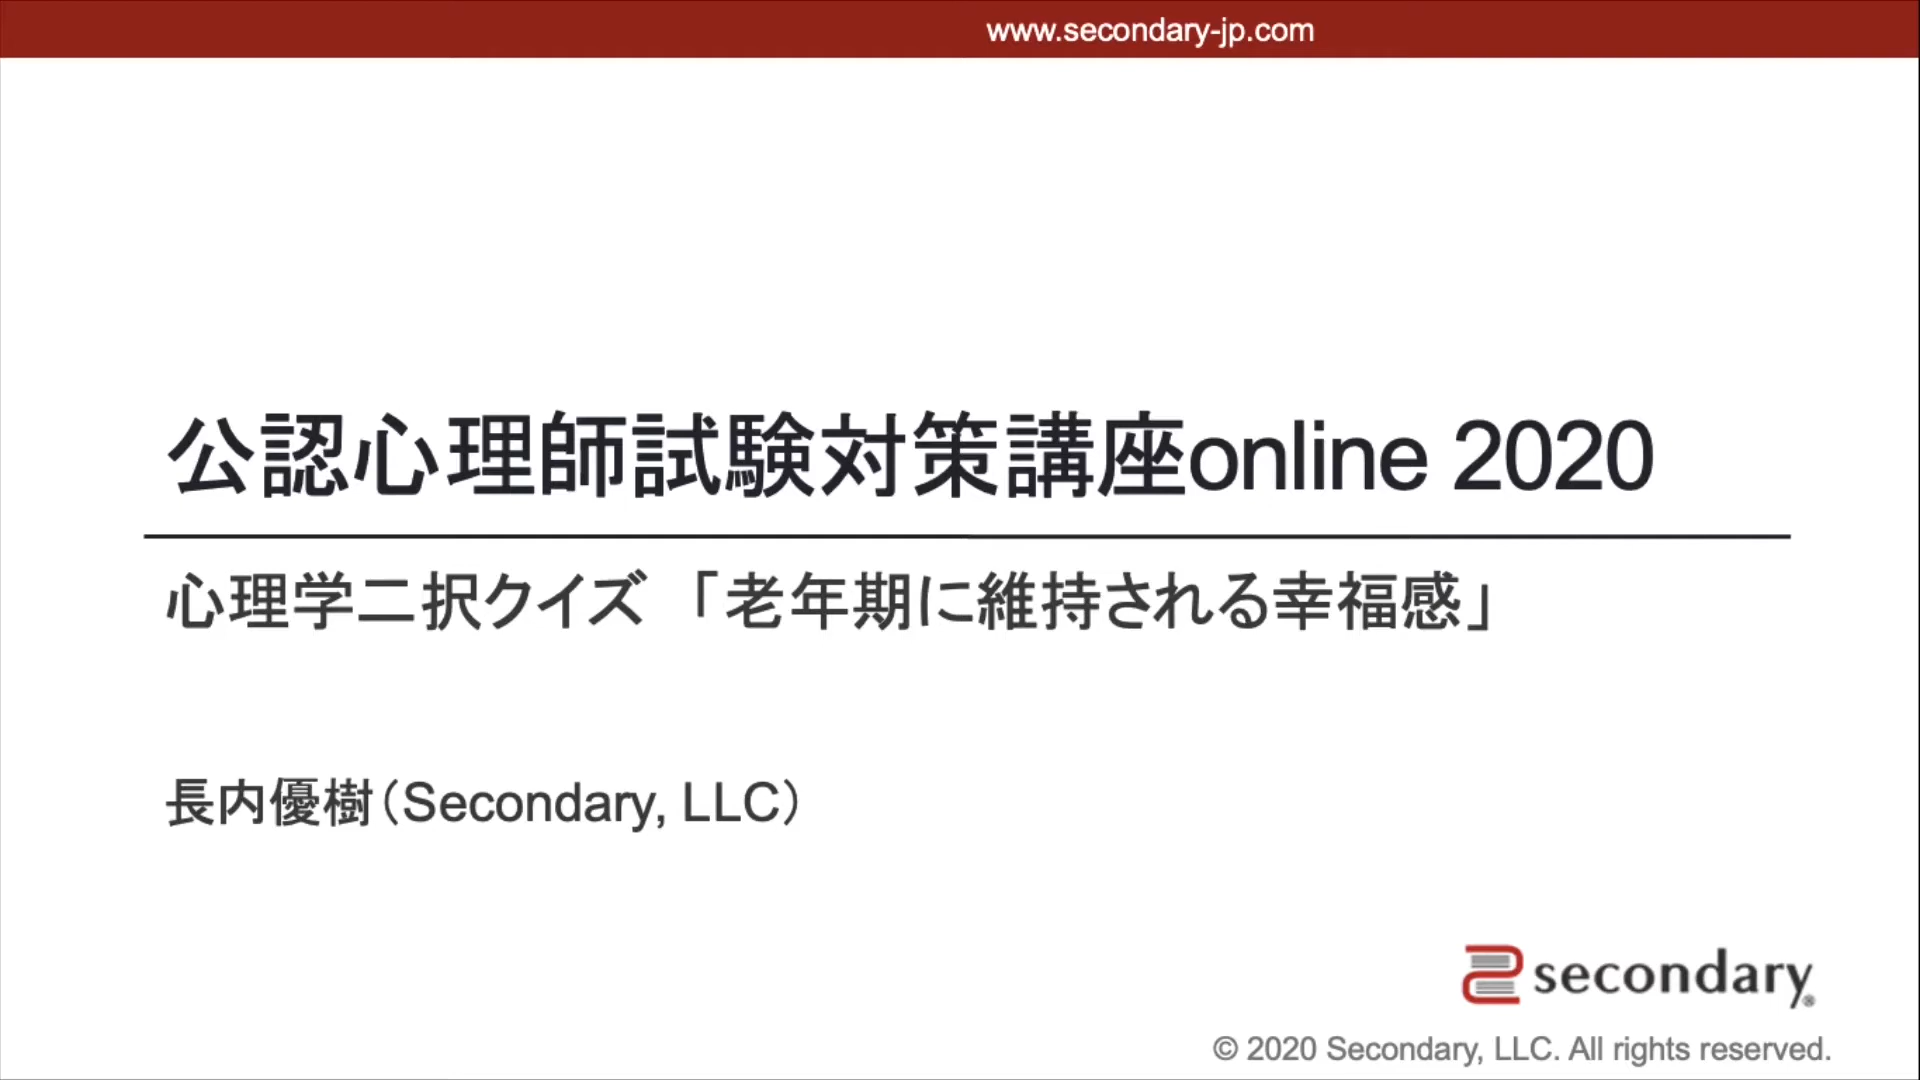 www.secondary-jp.com
公認心理師試験対策講座online 2020
心理学二択クイズ 「老年期に維持される幸福感」
長内優樹（Secondary, LLC）
secondary®
© 2020 Secondary, LLC. All rights reserved.